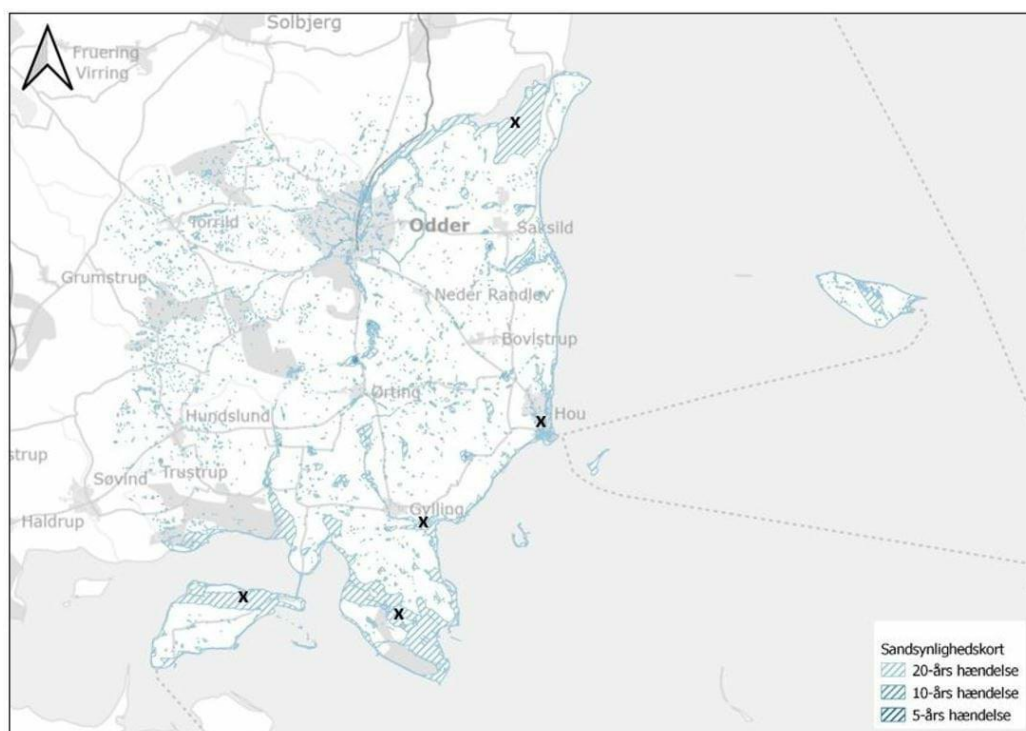 Solbjerg
Fruering
Virring
X
Odder
Torrild
Saksild
Grumstrup
Neder Randlev
Bovlstrup
Ørting
Hundslund
Hou
X
strup
Søvind
Trustrup
Gylling
Haldrup
X
X
X
Sandsynlighedskort
20-års hændelse
10-års hændelse
5-års hændelse